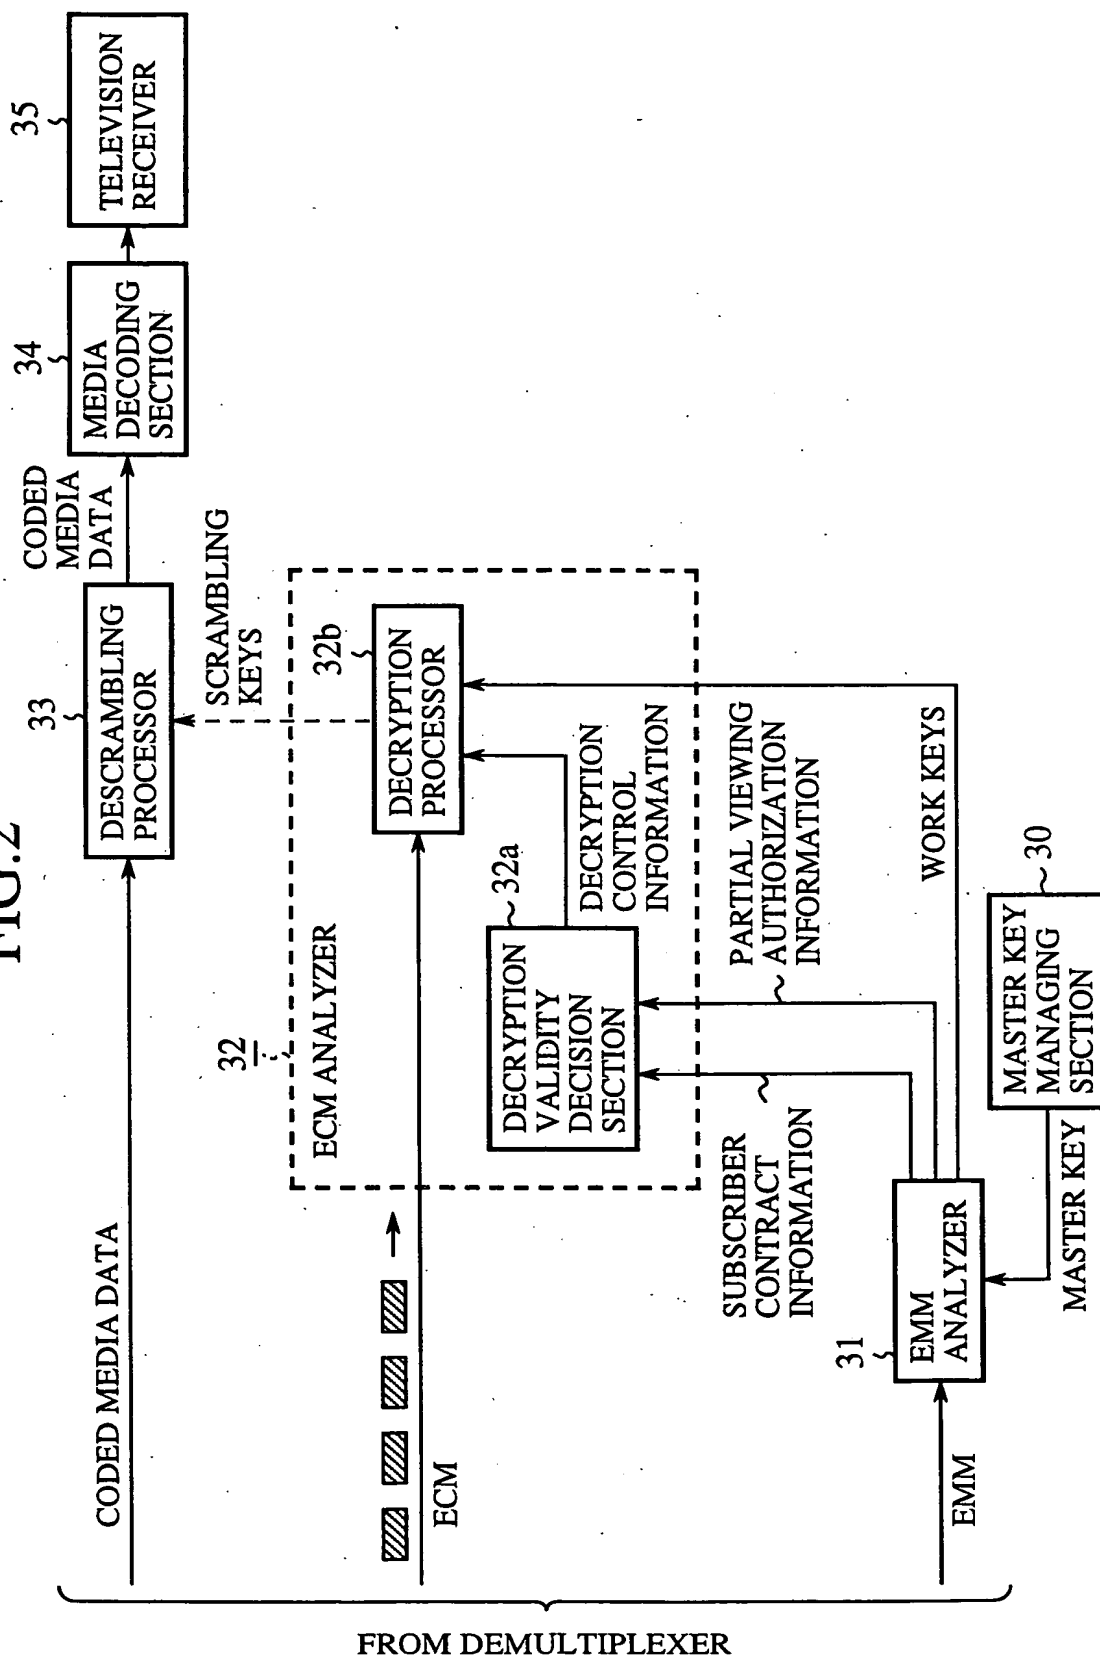 FIG.2
FROM DEMULTIPLEXER
CODED MEDIA DATA
33
DESCRAMBLING
PROCESSOR
CODED
MEDIA
DATA
34
MEDIA
DECODING
SECTION
35
TELEVISION
RECEIVER
SCRAMBLING
KEYS
32
ECM ANALYZER
ECM
32b
DECRYPTION
PROCESSOR
32a
DECRYPTION
VALIDITY
DECISION
SECTION
DECRYPTION
CONTROL
INFORMATION
SUBSCRIBER
CONTRACT
INFORMATION
PARTIAL VIEWING
AUTHORIZATION
INFORMATION
WORK KEYS
EMM
31
EMM
ANALYZER
MASTER KEY
30
MASTER KEY
MANAGING
SECTION